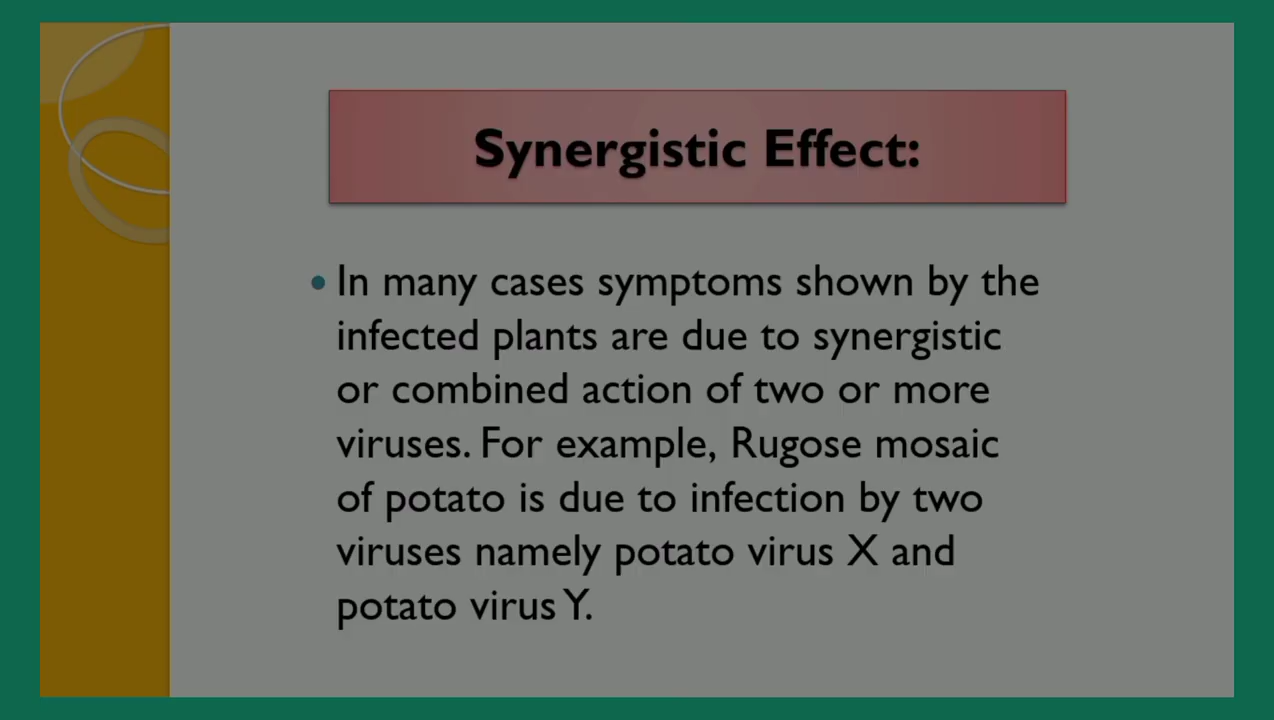 Synergistic Effect:
• In many cases symptoms shown by the
infected plants are due to synergistic
or combined action of two or more
viruses. For example, Rugose mosaic
of potato is due to infection by two
viruses namely potato virus X and
potato virus Y.